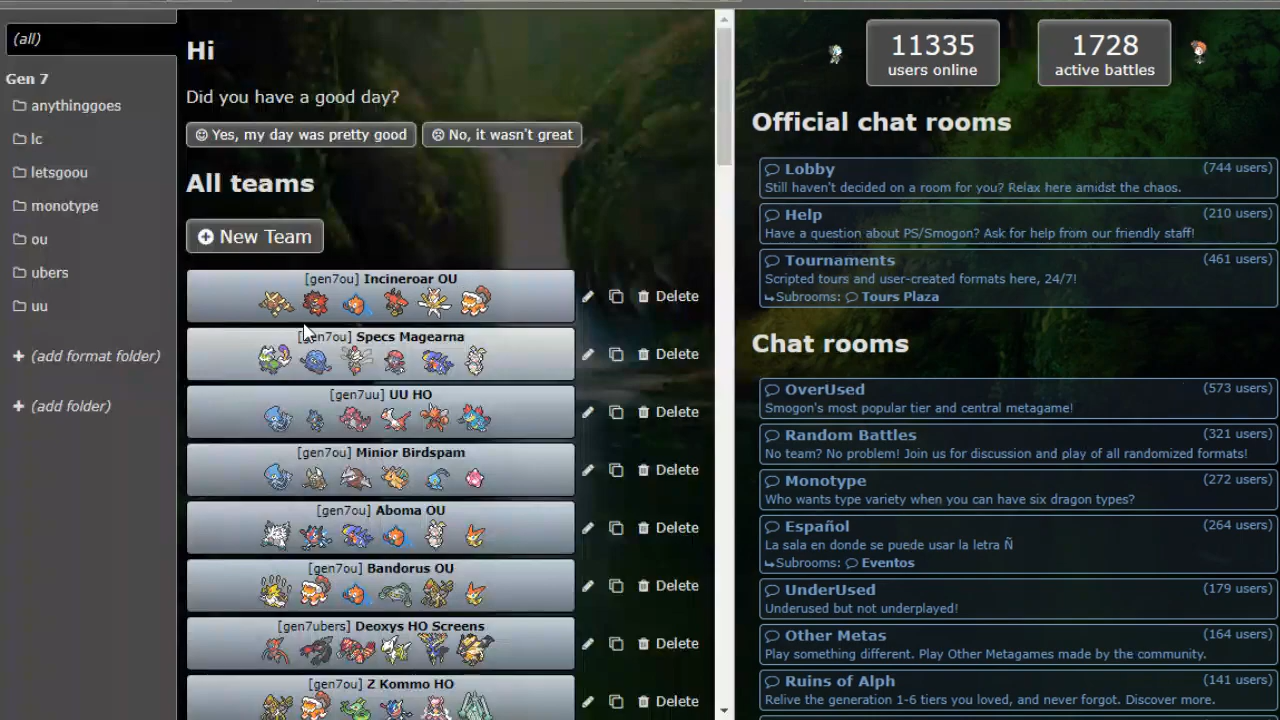 (all)
Gen 7
anythinggoes
lc
letsgoou
monotype
ou
ubers
uu
(add format folder)
(add folder)
Hi
Did you have a good day?
Yes, my day was pretty good
No, it wasn't great
All teams
New Team
[gen7ou] Incineroar OU
Delete
[gen7ou] Specs Magearna
Delete
[gen7uu] UU HO
Delete
[gen7ou] Minior Birdspam
Delete
[gen7ou] Aboma OU
Delete
[gen7ou] Bandorus OU
Delete
[gen7ubers] Deoxys HO Screens
Delete
[gen7ou] Z Kommo HO
Delete
11335
users online
1728
active battles
Official chat rooms
Lobby (744 users)
Still haven't decided on a room for you? Relax here amidst the chaos.
Help (210 users)
Have a question about PS/Smogon? Ask for help from our friendly staff!
Tournaments (461 users)
Scripted tours and user-created formats here, 24/7!
Subrooms: Tours Plaza
Chat rooms
OverUsed (573 users)
Smogon's most popular tier and central metagame!
Random Battles (321 users)
No team? No problem! Join us for discussion and play of all randomized formats!
Monotype (272 users)
Who wants type variety when you can have six dragon types?
Español (264 users)
La sala en donde se puede usar la letra Ñ
Subrooms: Eventos
UnderUsed (179 users)
Underused but not underplayed!
Other Metas (164 users)
Play something different. Play Other Metagames made by the community.
Ruins of Alph (141 users)
Relive the generation 1-6 tiers you loved, and never forgot. Discover more.